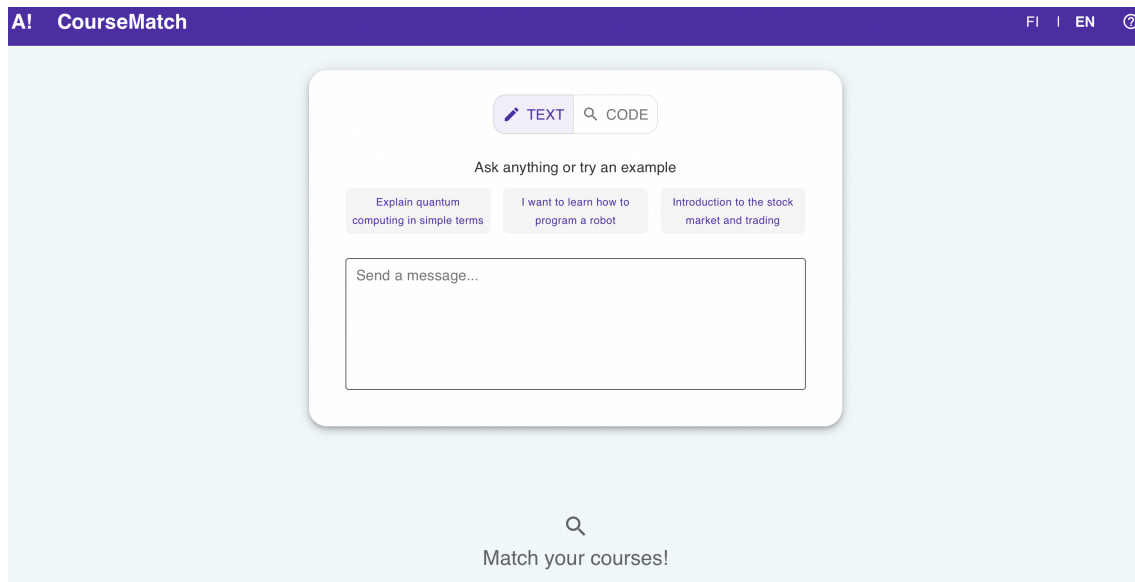 A! CourseMatch FI | EN ?
TEXT CODE
Ask anything or try an example
Explain quantum
computing in simple terms
I want to learn how to
program a robot
Introduction to the stock
market and trading
Send a message...
Match your courses!